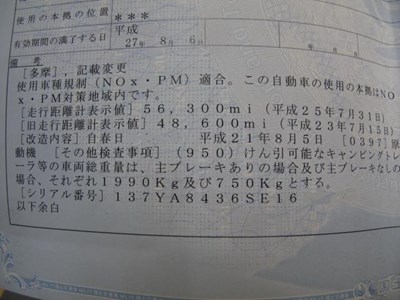 使用の本拠の位置 ＊＊＊
有効期間の満了する日 平成 27年 8月 6日
年 月 日
備 考
[多摩]，記載変更
使用車種規制（NOx・PM）適合。この自動車の使用の本拠はNO
x・PM対策地域内です。
[走行距離計表示値]56，300mi（平成25年7月31日）
[旧走行距離計表示値]48，600mi（平成23年7月15日）
[改造内容]自春日 平成21年8月5日 [0397]原
動機 [その他検査事項]（950）けん引可能なキャンピングトレ
ーラ等の車両総重量は、主ブレーキありの場合及び主ブレーキなしの
場合、それぞれ1990Kg及び750Kgとする。
[シリアル番号]137YA8436SE16
以下余白